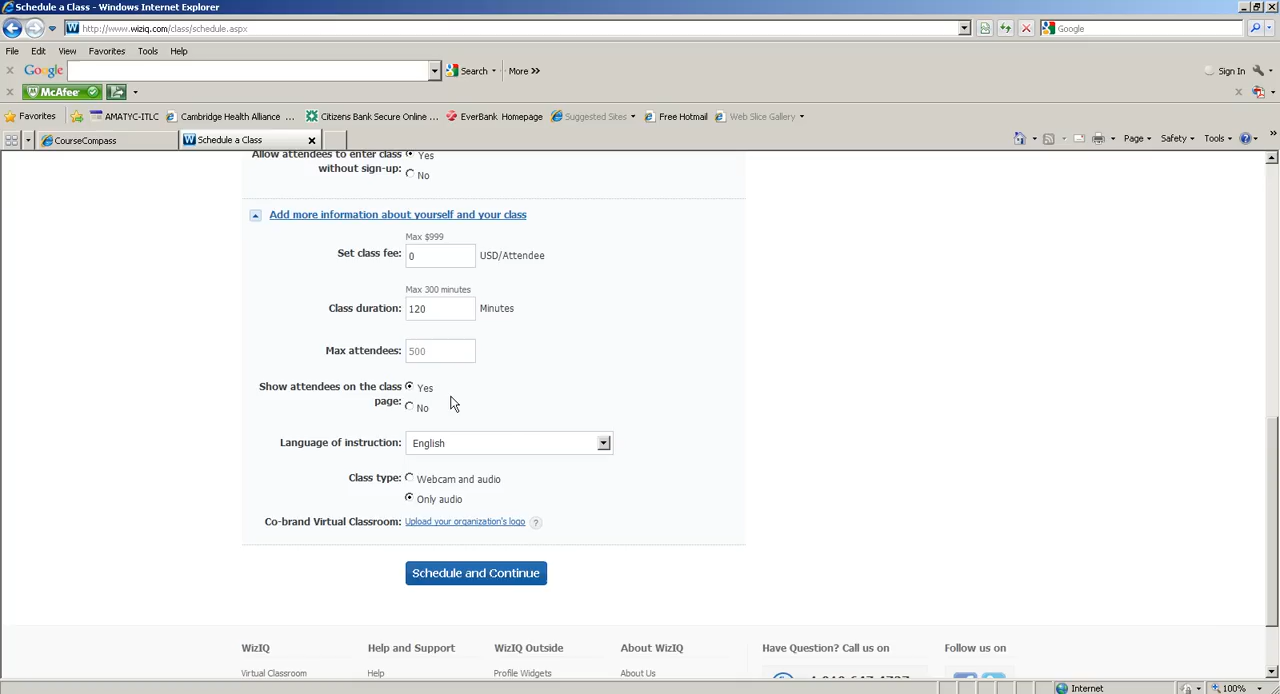 Schedule a Class - Windows Internet Explorer
http://www.wiziq.com/class/schedule.aspx
Google
File Edit View Favorites Tools Help
Google Search More >> Sign In
McAfee
Favorites AMATYC-ITLC Cambridge Health Alliance ... Citizens Bank Secure Online ... EverBank Homepage Suggested Sites Free Hotmail Web Slice Gallery
CourseCompass Schedule a Class Page Safety Tools
Allow attendees to enter class without sign-up: Yes
No
Add more information about yourself and your class
Max $999
Set class fee: 0 USD/Attendee
Max 300 minutes
Class duration: 120 Minutes
Max attendees: 500
Show attendees on the class page: Yes
No
Language of instruction: English
Class type: Webcam and audio
Only audio
Co-brand Virtual Classroom: Upload your organization's logo ?
Schedule and Continue
WizIQ Help and Support WizIQ Outside About WizIQ Have Question? Call us on Follow us on
Virtual Classroom Help Profile Widgets About Us
Internet 100%